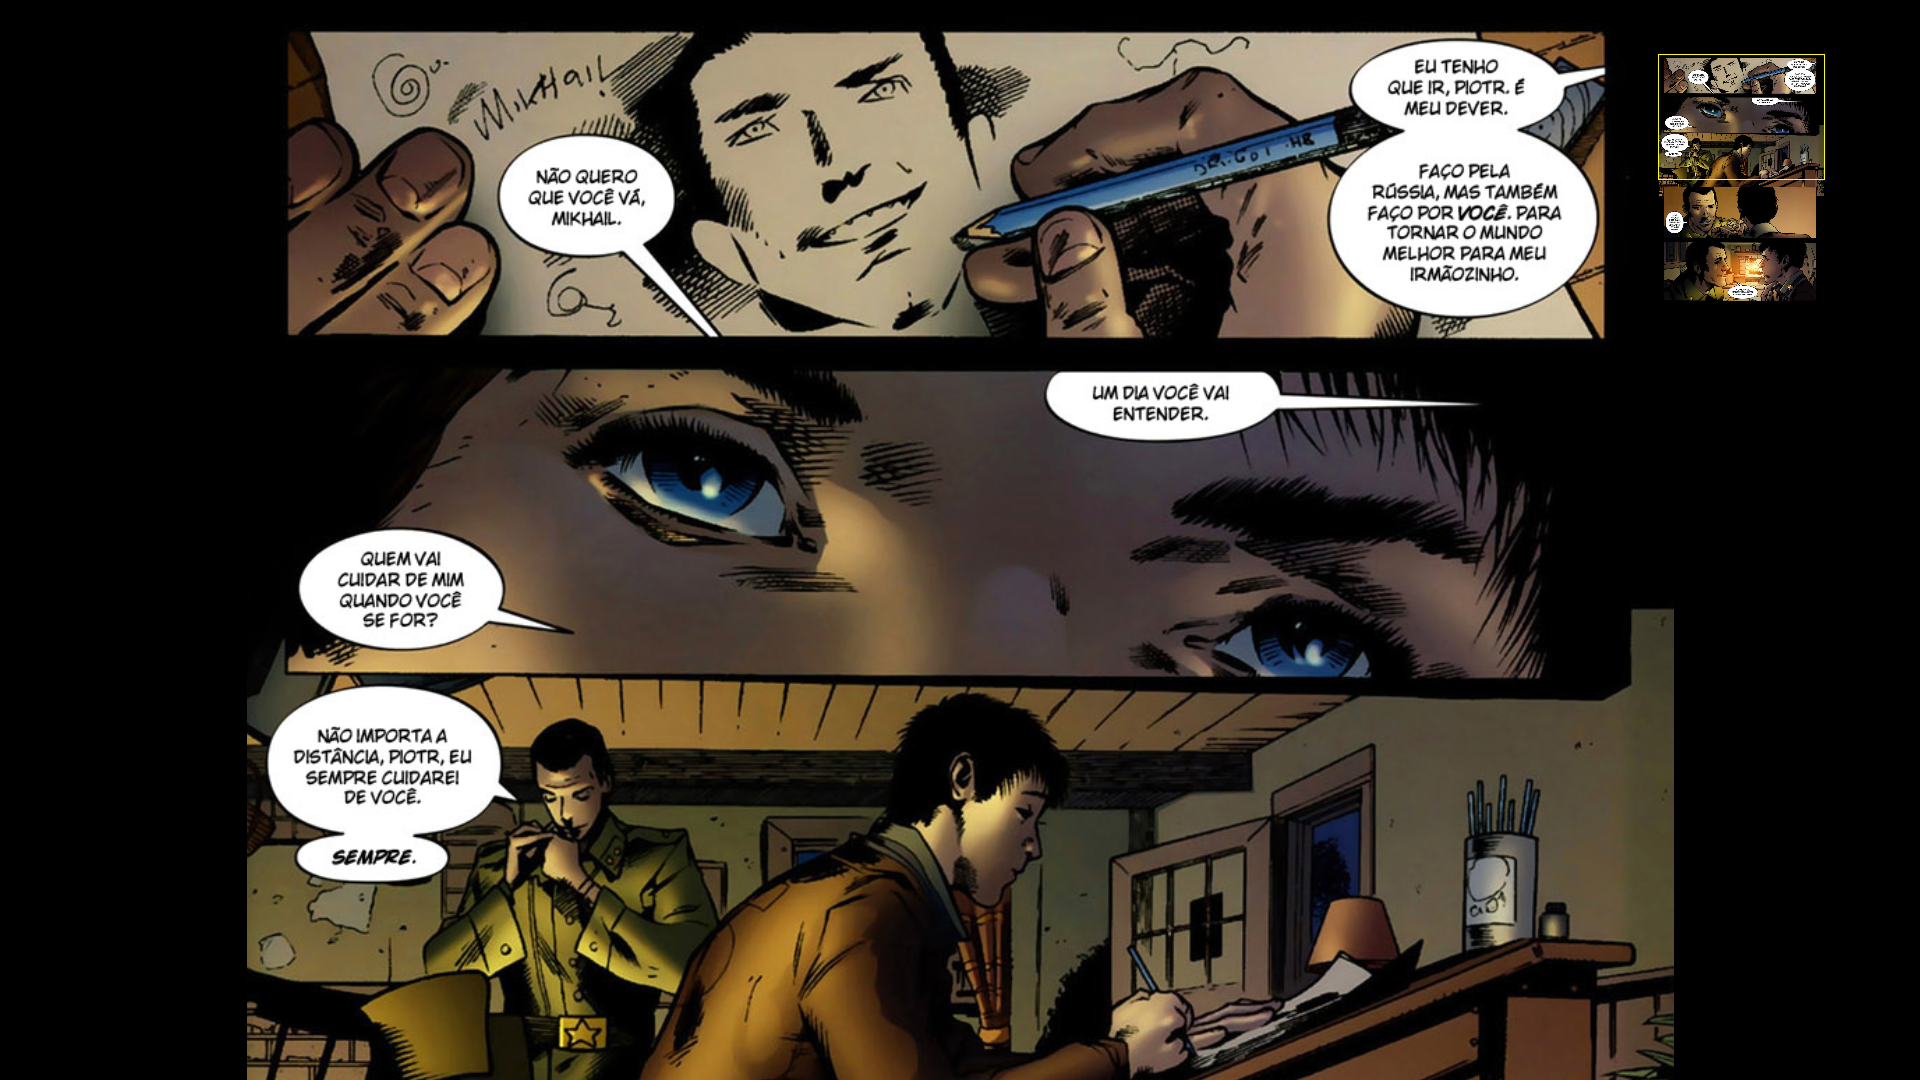 MIKHAIL
NÃO QUERO
QUE VOCÊ VÁ,
MIKHAIL.
EU TENHO
QUE IR, PIOTR. É
MEU DEVER.
FAÇO PELA
RÚSSIA, MAS TAMBÉM
FAÇO POR VOCÊ. PARA
TORNAR O MUNDO
MELHOR PARA MEU
IRMÃOZINHO.
UM DIA VOCÊ VAI
ENTENDER.
QUEM VAI
CUIDAR DE MIM
QUANDO VOCÊ
SE FOR?
NÃO IMPORTA A
DISTÂNCIA, PIOTR, EU
SEMPRE CUIDAREI
DE VOCÊ.
SEMPRE.